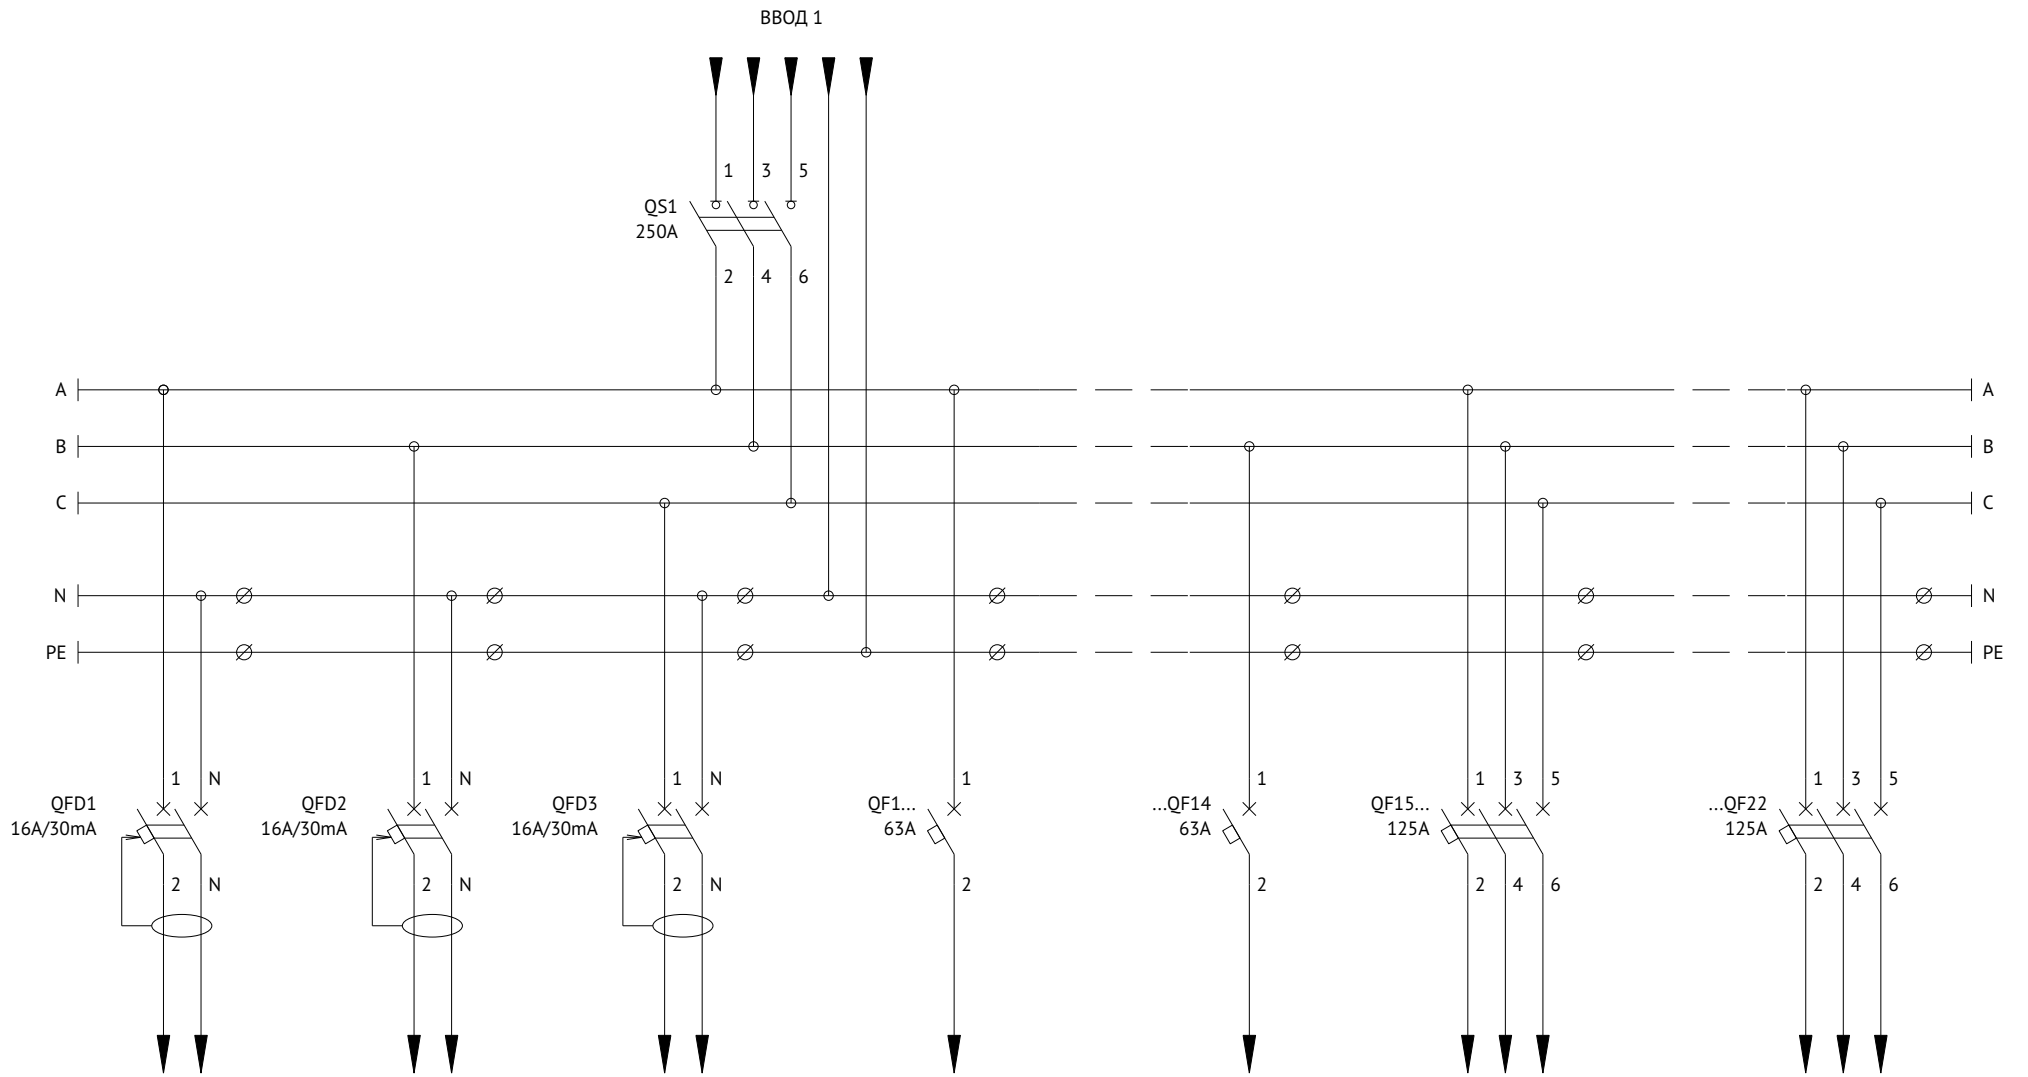 ВВОД 1
1 3 5
QS1
250A
2 4 6
A A
B B
C C
N N
PE PE
1 N 1 N 1 N 1 1 1 3 5 1 3 5
QFD1 QFD2 QFD3 QF1... ...QF14 QF15... ...QF22
16A/30mA 16A/30mA 16A/30mA 63A 63A 125A 125A
2 N 2 N 2 N 2 2 2 4 6 2 4 6